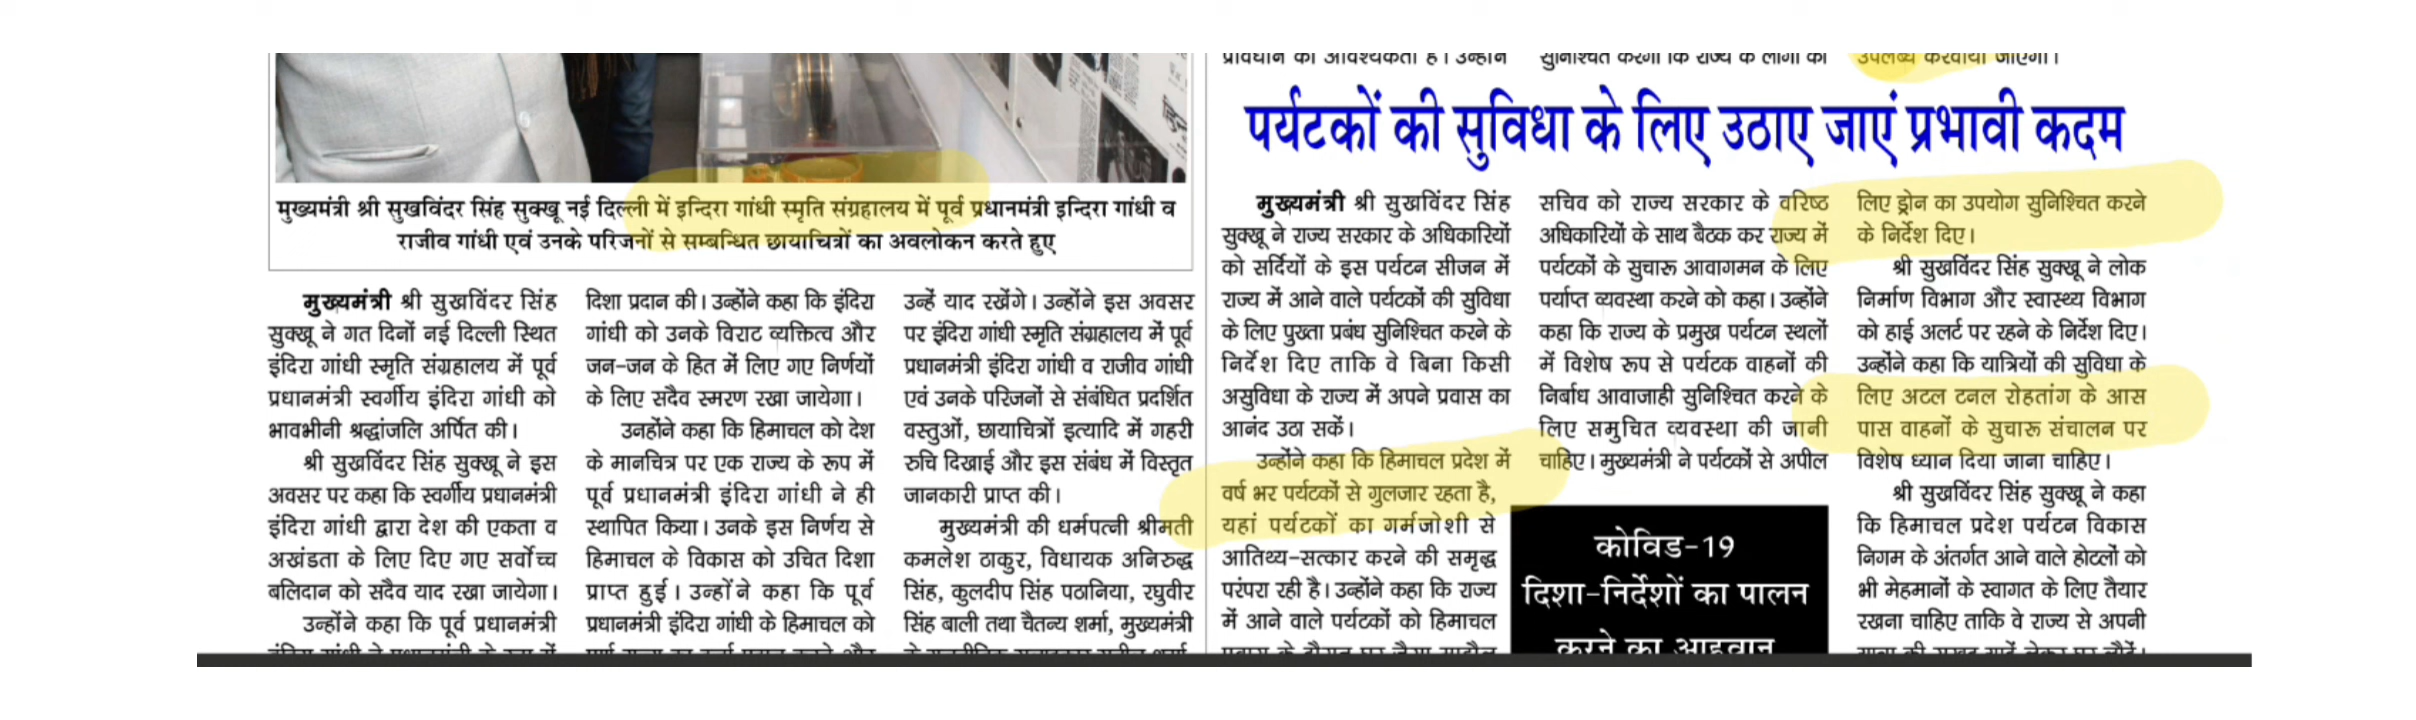 मुख्यमंत्री श्री सुखविंदर सिंह सुक्खू नई दिल्ली में इन्दिरा गांधी स्मृति संग्रहालय में पूर्व प्रधानमंत्री इन्दिरा गांधी व
राजीव गांधी एवं उनके परिजनों से सम्बन्धित छायाचित्रों का अवलोकन करते हुए
मुख्यमंत्री श्री सुखविंदर सिंह
सुक्खू ने गत दिनों नई दिल्ली स्थित
इंदिरा गांधी स्मृति संग्रहालय में पूर्व
प्रधानमंत्री स्वर्गीय इंदिरा गांधी को
भावभीनी श्रद्धांजलि अर्पित की।
श्री सुखविंदर सिंह सुक्खू ने इस
अवसर पर कहा कि स्वर्गीय प्रधानमंत्री
इंदिरा गांधी द्वारा देश की एकता व
अखंडता के लिए दिए गए सर्वोच्च
बलिदान को सदैव याद रखा जायेगा।
उन्होंने कहा कि पूर्व प्रधानमंत्री
दिशा प्रदान की। उन्होंने कहा कि इंदिरा
गांधी को उनके विराट व्यक्तित्व और
जन-जन के हित में लिए गए निर्णयों
के लिए सदैव स्मरण रखा जायेगा।
उनहोंने कहा कि हिमाचल को देश
के मानचित्र पर एक राज्य के रूप में
पूर्व प्रधानमंत्री इंदिरा गांधी ने ही
स्थापित किया। उनके इस निर्णय से
हिमाचल के विकास को उचित दिशा
प्राप्त हुई। उन्होंने कहा कि पूर्व
प्रधानमंत्री इंदिरा गांधी के हिमाचल को
उन्हें याद रखेंगे। उन्होंने इस अवसर
पर इंदिरा गांधी स्मृति संग्रहालय में पूर्व
प्रधानमंत्री इंदिरा गांधी व राजीव गांधी
एवं उनके परिजनों से संबंधित प्रदर्शित
वस्तुओं, छायाचित्रों इत्यादि में गहरी
रुचि दिखाई और इस संबंध में विस्तृत
जानकारी प्राप्त की।
मुख्यमंत्री की धर्मपत्नी श्रीमती
कमलेश ठाकुर, विधायक अनिरुद्ध
सिंह, कुलदीप सिंह पठानिया, रघुवीर
सिंह बाली तथा चैतन्य शर्मा, मुख्यमंत्री
प्रावधान की आवश्यकता है। उन्होंने
सुनिश्चित करेगी कि राज्य के लोगों को
उपलब्ध करवाया जाएगा।
पर्यटकों की सुविधा के लिए उठाए जाएं प्रभावी कदम
मुख्यमंत्री श्री सुखविंदर सिंह
सुक्खू ने राज्य सरकार के अधिकारियों
को सर्दियों के इस पर्यटन सीजन में
राज्य में आने वाले पर्यटकों की सुविधा
के लिए पुख्ता प्रबंध सुनिश्चित करने के
निर्देश दिए ताकि वे बिना किसी
असुविधा के राज्य में अपने प्रवास का
आनंद उठा सकें।
उन्होंने कहा कि हिमाचल प्रदेश में
वर्ष भर पर्यटकों से गुलजार रहता है,
यहां पर्यटकों का गर्मजोशी से
आतिथ्य-सत्कार करने की समृद्ध
परंपरा रही है। उन्होंने कहा कि राज्य
में आने वाले पर्यटकों को हिमाचल
सचिव को राज्य सरकार के वरिष्ठ
अधिकारियों के साथ बैठक कर राज्य में
पर्यटकों के सुचारू आवागमन के लिए
पर्याप्त व्यवस्था करने को कहा। उन्होंने
कहा कि राज्य के प्रमुख पर्यटन स्थलों
में विशेष रूप से पर्यटक वाहनों की
निर्बाध आवाजाही सुनिश्चित करने के
लिए समुचित व्यवस्था की जानी
चाहिए। मुख्यमंत्री ने पर्यटकों से अपील
कोविड-19
दिशा-निर्देशों का पालन
करने का आहवान
लिए ड्रोन का उपयोग सुनिश्चित करने
के निर्देश दिए।
श्री सुखविंदर सिंह सुक्खू ने लोक
निर्माण विभाग और स्वास्थ्य विभाग
को हाई अलर्ट पर रहने के निर्देश दिए।
उन्होंने कहा कि यात्रियों की सुविधा के
लिए अटल टनल रोहतांग के आस
पास वाहनों के सुचारू संचालन पर
विशेष ध्यान दिया जाना चाहिए।
श्री सुखविंदर सिंह सुक्खू ने कहा
कि हिमाचल प्रदेश पर्यटन विकास
निगम के अंतर्गत आने वाले होटलों को
भी मेहमानों के स्वागत के लिए तैयार
रखना चाहिए ताकि वे राज्य से अपनी